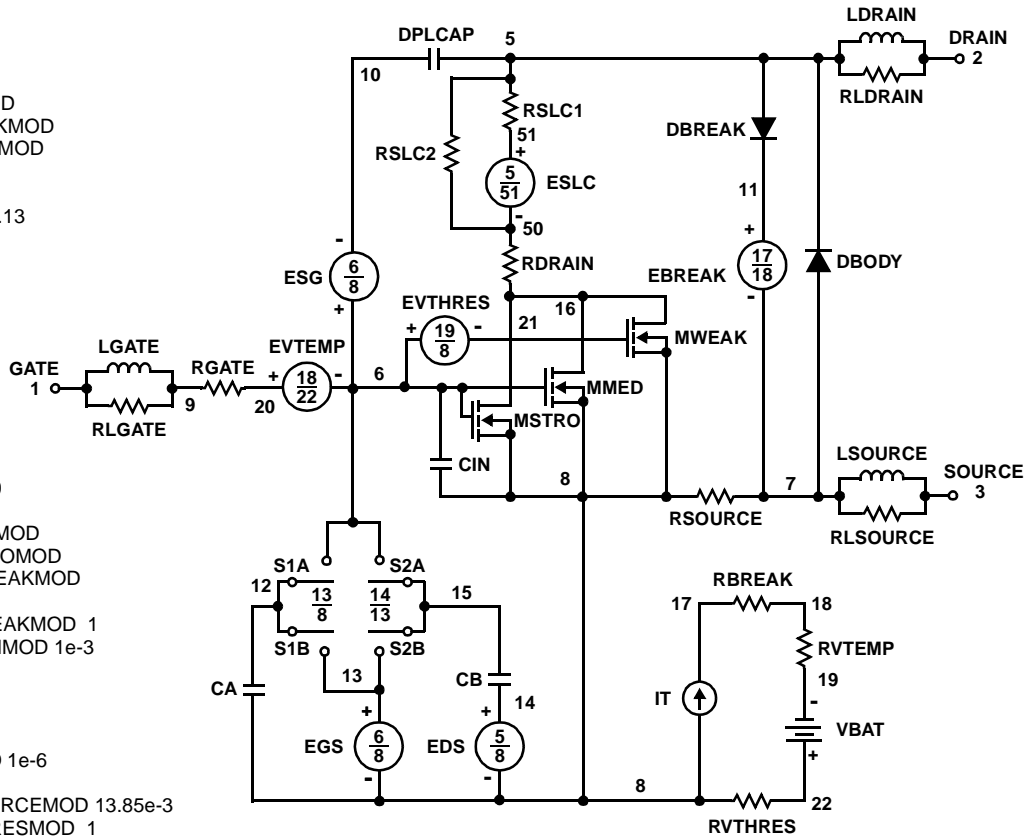 LDRAIN
DPLCAP
5
DRAIN
2
10
RLDRAIN
OD
RSLC1
KMOD
DBREAK
51
MOD
RSLC2
+
5
51
ESLC
11
.13
-
50
+
-
17
18
RDRAIN
DBODY
EBREAK
6
8
ESG
-
16
EVTHRES
+
21
+
19
8
-
MWEAK
LGATE
EVTEMP
GATE
1
RGATE
6
+
18
22
-
MMED
9
20
MSTRO
RLGATE
LSOURCE
CIN
SOURCE
3
8
7
RSOURCE
RLSOURCE
MOD
OMOD
S1A
S2A
EAKMOD
12
RBREAK
13
8
14
13
15
17
18
EAKMOD 1
MOD 1e-3
S1B
S2B
RVTEMP
13
CB
19
CA
IT
-
14
+
+
VBAT
EGS
6
8
EDS
5
8
+
1e-6
-
-
8
22
RCEMOD 13.85e-3
RVTHRES
RESMOD 1